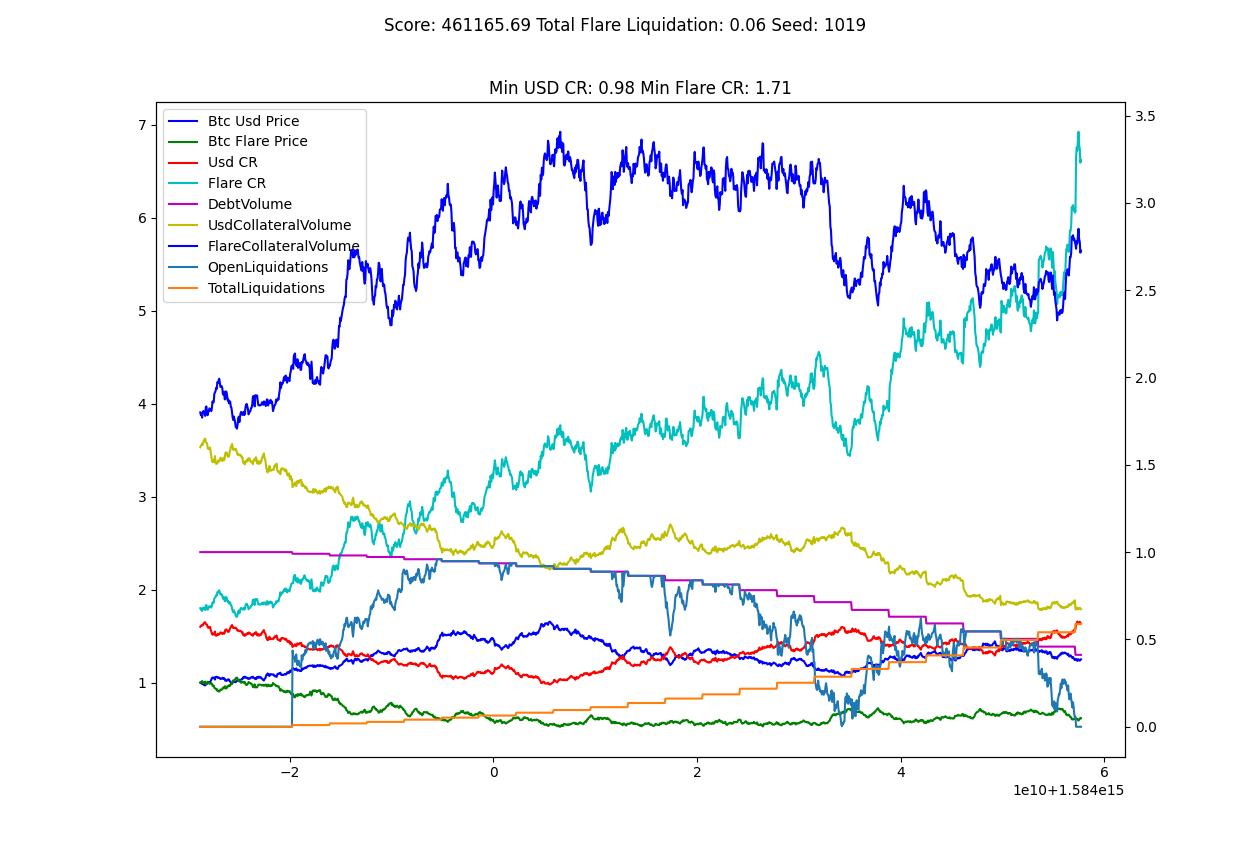 Score: 461165.69 Total Flare Liquidation: 0.06 Seed: 1019
Min USD CR: 0.98 Min Flare CR: 1.71
Btc Usd Price
Btc Flare Price
Usd CR
Flare CR
DebtVolume
UsdCollateralVolume
FlareCollateralVolume
OpenLiquidations
TotalLiquidations
7
6
5
4
3
2
1
3.5
3.0
2.5
2.0
1.5
1.0
0.5
0.0
−2
0
2
4
6
1e10+1.584e15